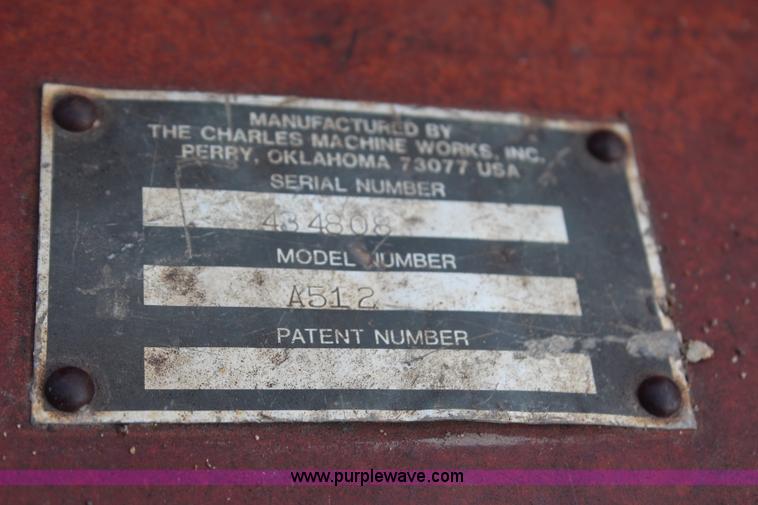 MANUFACTURED BY
THE CHARLES MACHINE WORKS, INC.
PERRY, OKLAHOMA 73077 USA
SERIAL NUMBER
434808
MODEL NUMBER
A512
PATENT NUMBER
www.purplewave.com